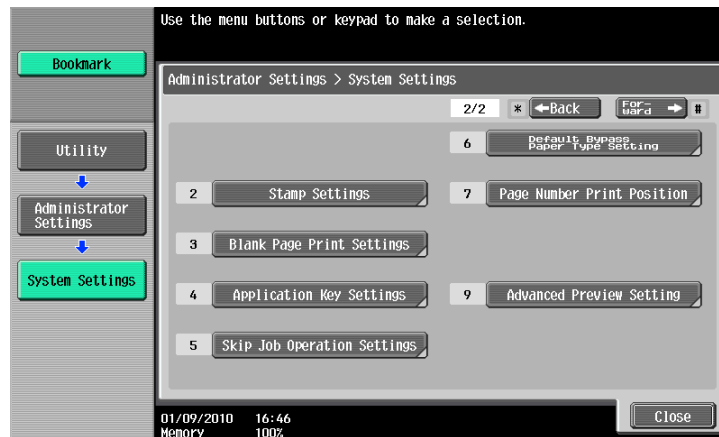 Use the menu buttons or keypad to make a selection.
Bookmark
Administrator Settings > System Settings
2/2 * ←Back For-ward → #
Utility
Administrator
Settings
System Settings
6 Default Bypass
Paper Type Setting
2 Stamp Settings
7 Page Number Print Position
3 Blank Page Print Settings
4 Application Key Settings
9 Advanced Preview Setting
5 Skip Job Operation Settings
01/09/2010 16:46
Memory 100%
Close